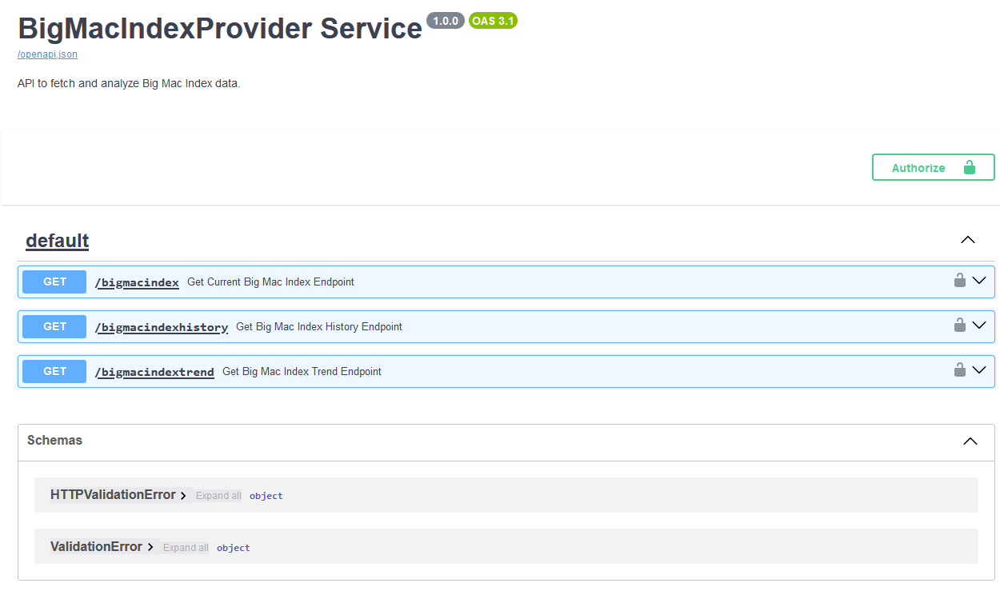 BigMacIndexProvider Service 1.0.0 OAS 3.1
/openapi.json
API to fetch and analyze Big Mac Index data.
Authorize
default
GET /bigmacindex Get Current Big Mac Index Endpoint
GET /bigmacindexhistory Get Big Mac Index History Endpoint
GET /bigmacindextrend Get Big Mac Index Trend Endpoint
Schemas
HTTPValidationError Expand all object
ValidationError Expand all object